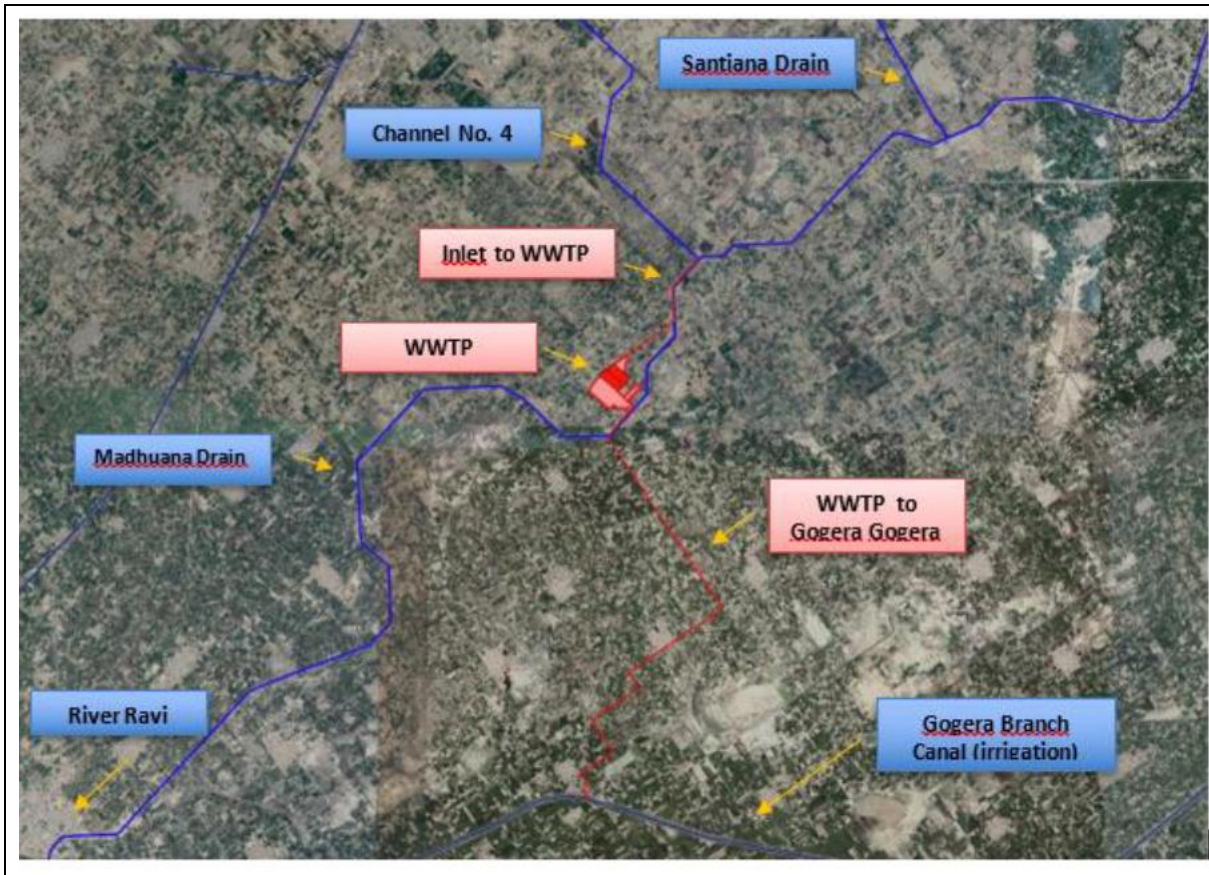 Santiana Drain
Channel No. 4
Inlet to WWTP
WWTP
Madhuana Drain
WWTP to
Gogera Gogera
River Ravi
Gogera Branch
Canal (irrigation)